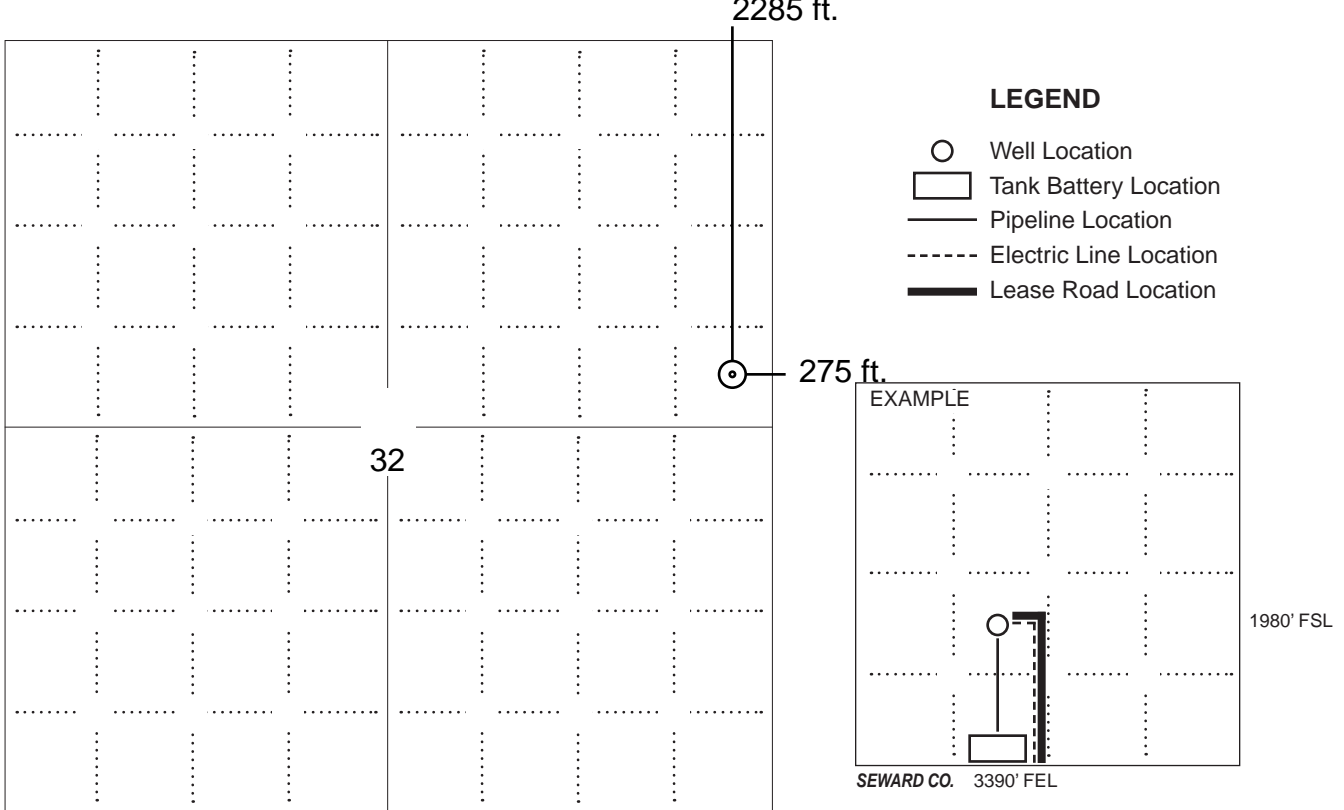 2285 ft.
LEGEND
Well Location
Tank Battery Location
Pipeline Location
Electric Line Location
Lease Road Location
275 ft.
EXAMPLE
32
1980' FSL
SEWARD CO. 3390' FEL